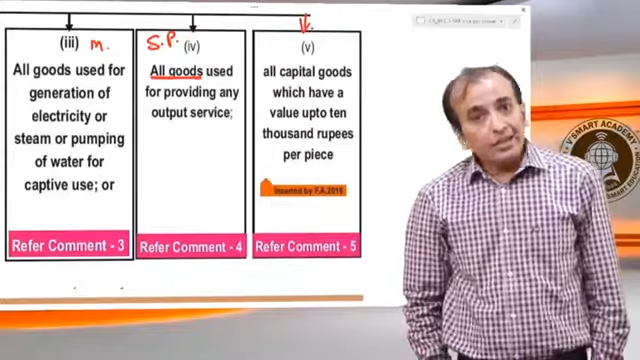 (iii) m.
All goods used for
generation of
electricity or
steam or pumping
of water for
captive use; or
Refer Comment - 3
S.P. (iv)
All goods used
for providing any
output service;
Refer Comment - 4
(v)
all capital goods
which have a
value upto ten
thousand rupees
per piece
Inserted by F.A.2016
Refer Comment - 5
V'SMART ACADEMY